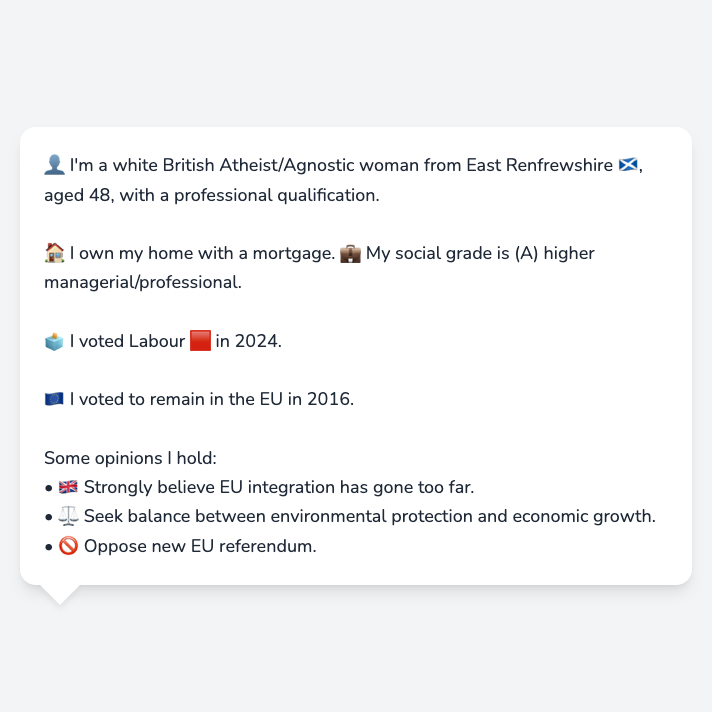 👤 I'm a white British Atheist/Agnostic woman from East Renfrewshire 🏴󠁧󠁢󠁳󠁣󠁴󠁿,
aged 48, with a professional qualification.
🏠 I own my home with a mortgage. 💼 My social grade is (A) higher
managerial/professional.
🗳️ I voted Labour 🟥 in 2024.
🇪🇺 I voted to remain in the EU in 2016.
Some opinions I hold:
• 🇬🇧 Strongly believe EU integration has gone too far.
• ⚖️ Seek balance between environmental protection and economic growth.
• 🚫 Oppose new EU referendum.